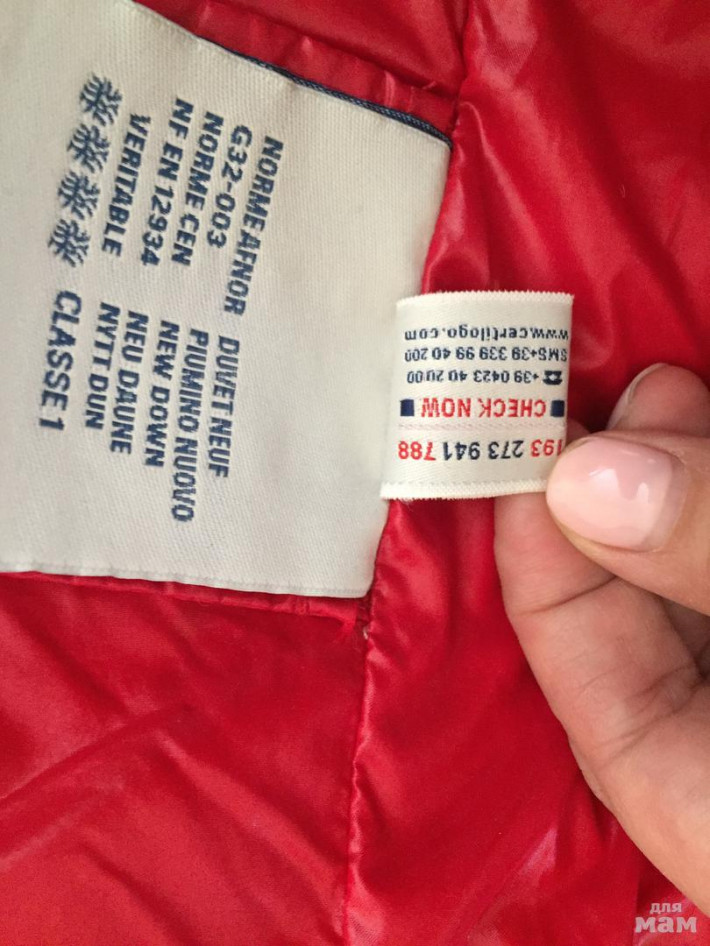 NORME AFNOR
G32-003
NORME CEN
NF EN 12934
VERITABLE
DUVET NEUF
PIUMINO NUOVO
NEW DOWN
NEU DAUNE
NYTT DUN
CLASSE 1
193 273 941 788
CHECK NOW
☎ +39 0423 40 20 00
SMS+39 339 99 40 200
www.certilogo.com
для
мам